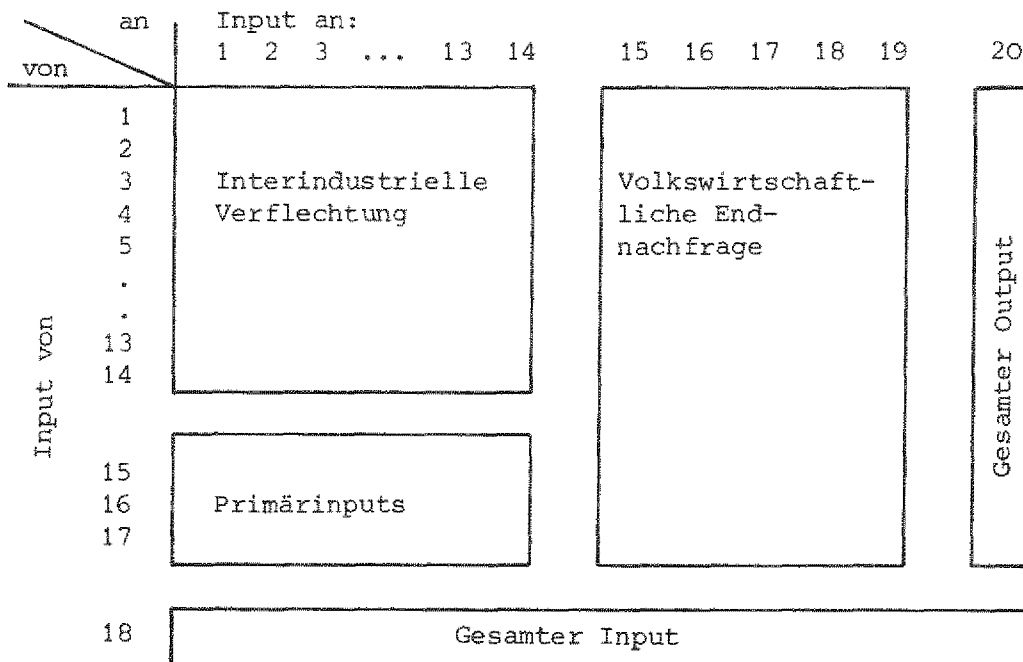 an Input an:
von 1 2 3 ... 13 14 15 16 17 18 19 20
1
2
3 Interindustrielle Volkswirtschaft-
4 Verflechtung liche End-
5 nachfrage
.
.
13
14
Input von
Gesamter Output
15
16 Primärinputs
17
18 Gesamter Input